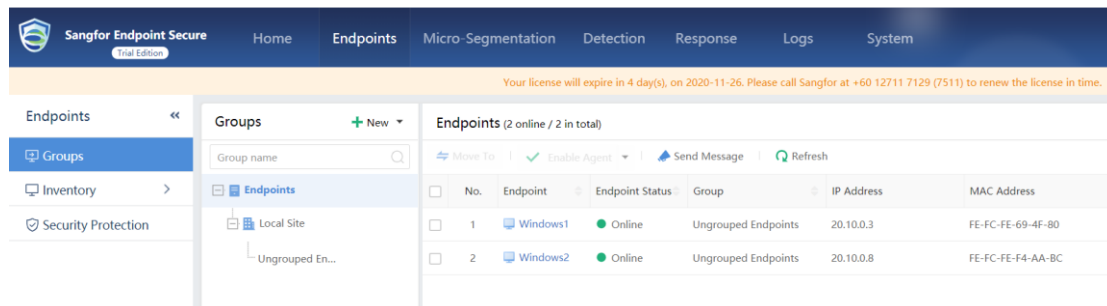 Sangfor Endpoint Secure
Trial Edition
Home Endpoints Micro-Segmentation Detection Response Logs System
Your license will expire in 4 day(s), on 2020-11-26. Please call Sangfor at +60 12711 7129 (7511) to renew the license in time.
Endpoints «
Groups
Inventory >
Security Protection
Groups + New
Group name
Endpoints
Local Site
Ungrouped En...
Endpoints (2 online / 2 in total)
Move To Enable Agent Send Message Refresh
No. Endpoint Endpoint Status Group IP Address MAC Address
1 Windows1 Online Ungrouped Endpoints 20.10.0.3 FE-FC-FE-69-4F-80
2 Windows2 Online Ungrouped Endpoints 20.10.0.8 FE-FC-FE-F4-AA-BC